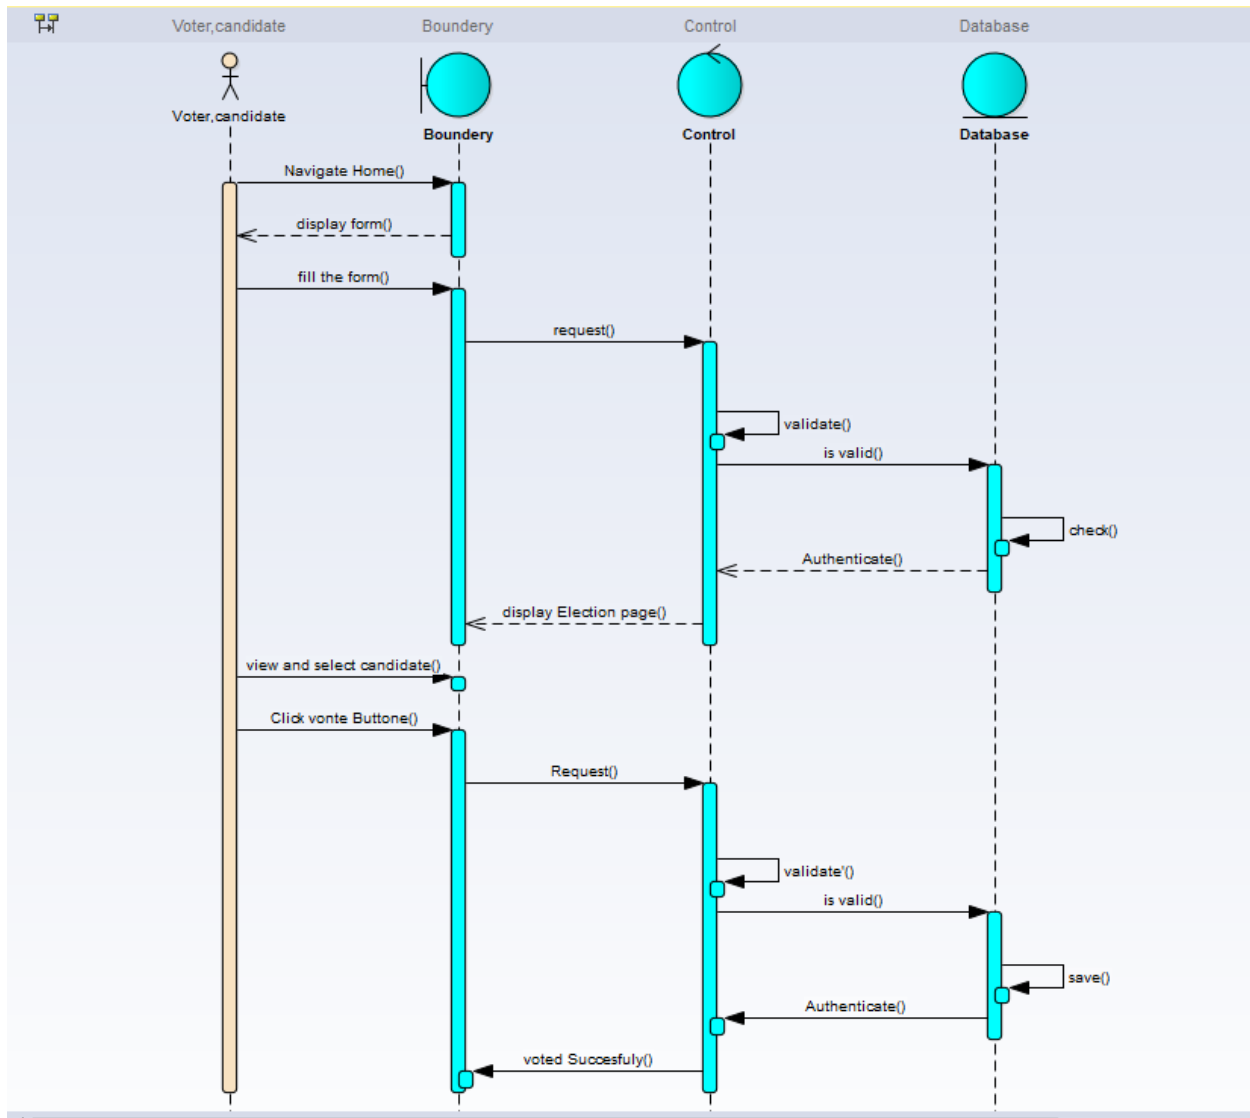 Voter,candidate
Boundery
Control
Database
Voter,candidate
Boundery
Control
Database
Navigate Home()
display form()
fill the form()
request()
validate()
is valid()
check()
Authenticate()
display Election page()
view and select candidate()
Click vonte Buttone()
Request()
validate'()
is valid()
save()
Authenticate()
voted Succesfuly()